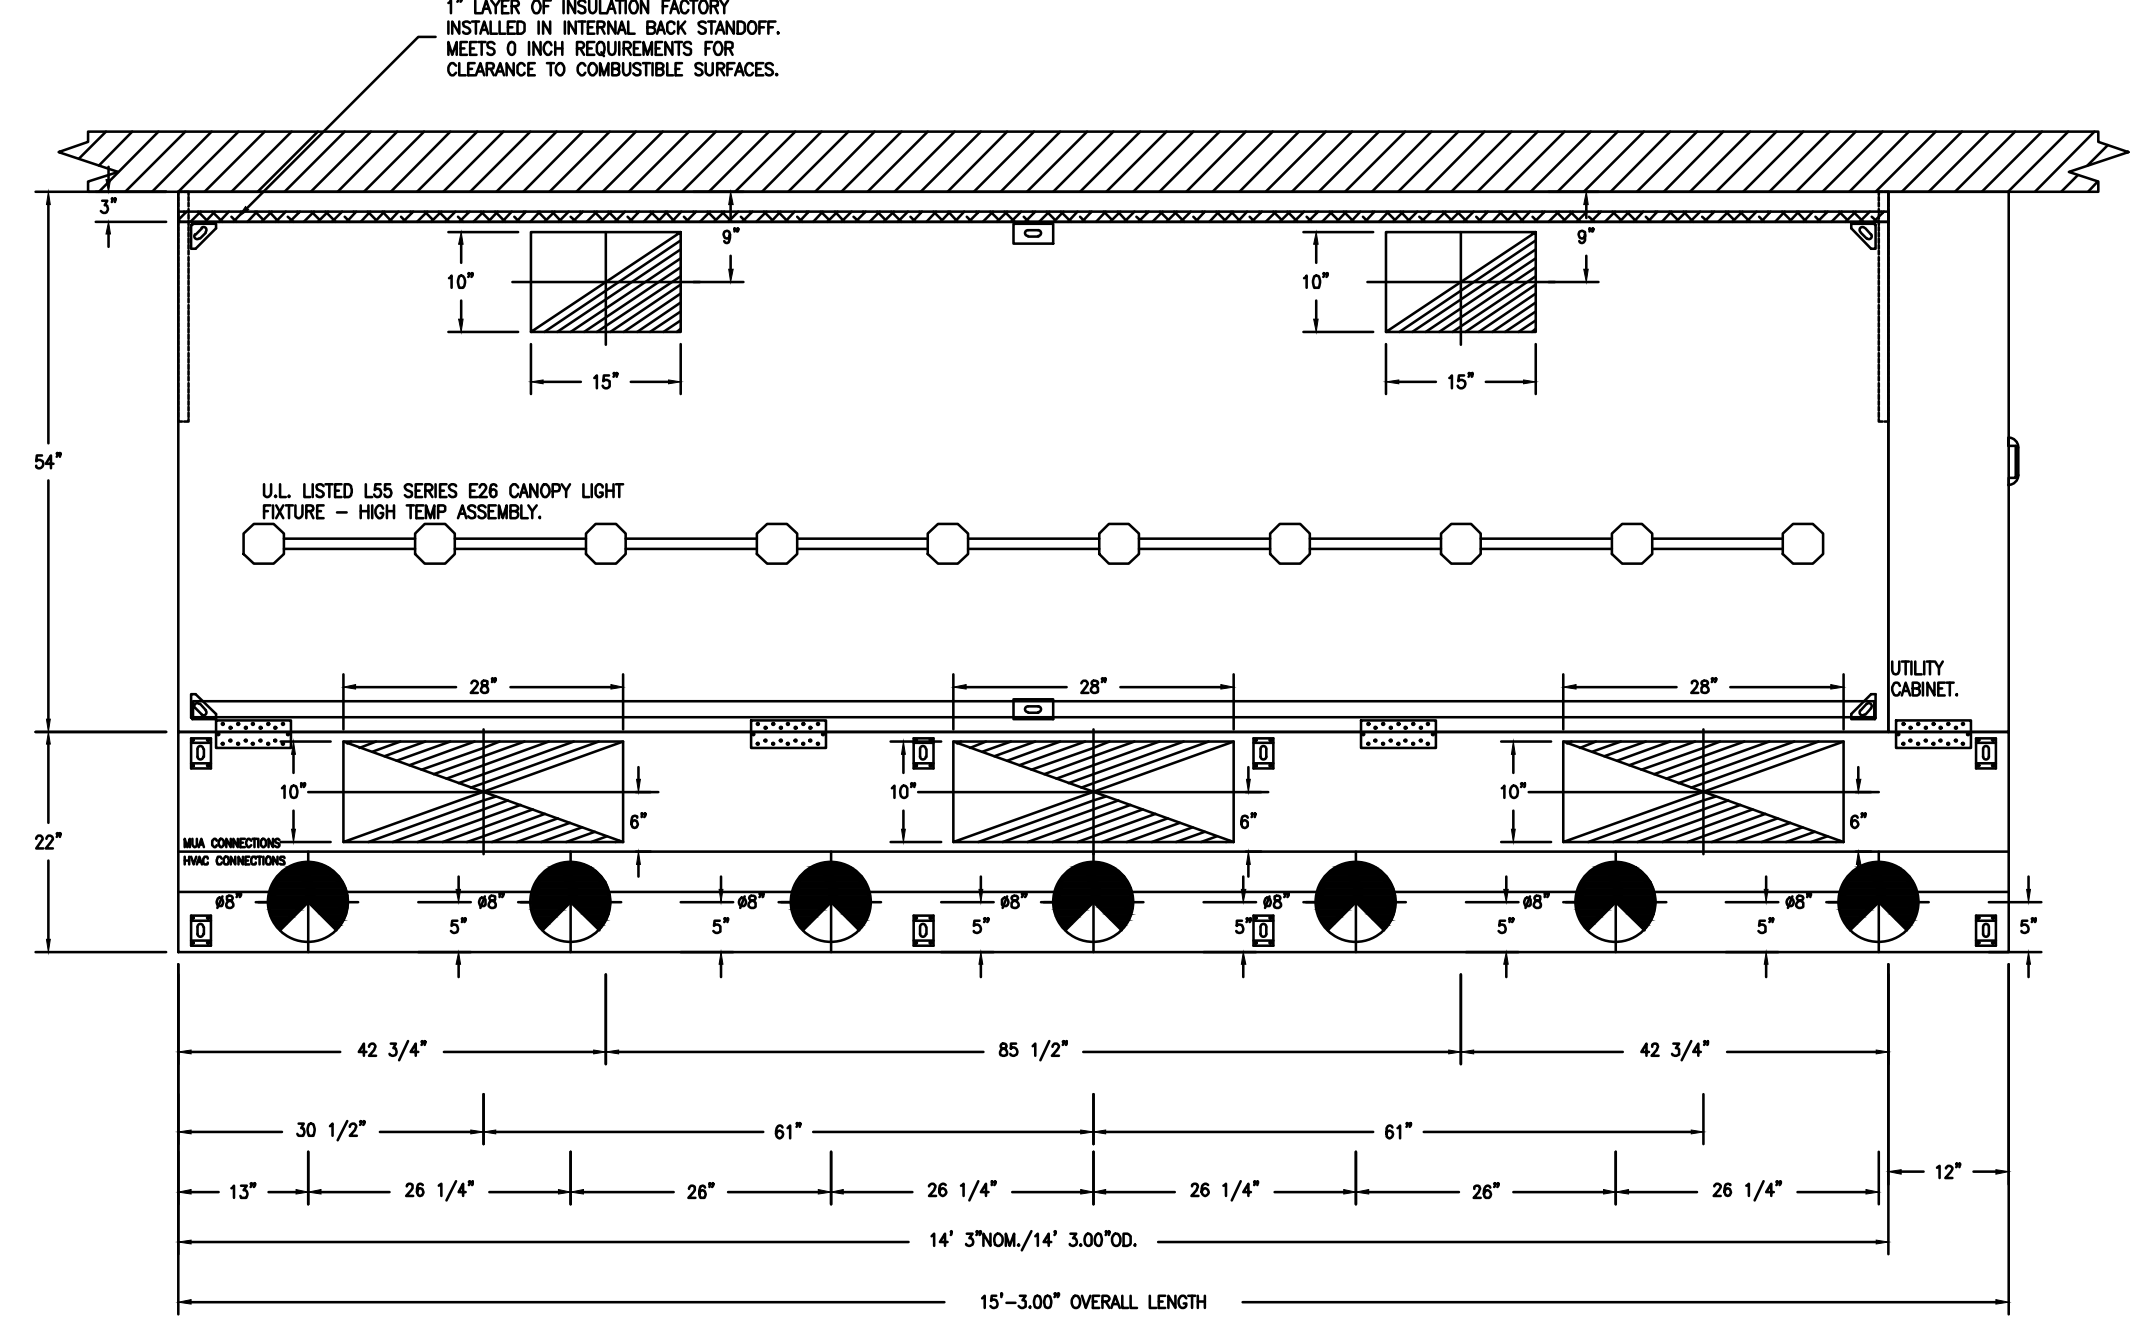 1" LAYER OF INSULATION FACTORY
INSTALLED IN INTERNAL BACK STANDOFF.
MEETS 0 INCH REQUIREMENTS FOR
CLEARANCE TO COMBUSTIBLE SURFACES.
3"
9"
9"
10"
10"
15"
15"
54"
U.L. LISTED L55 SERIES E26 CANOPY LIGHT
FIXTURE - HIGH TEMP ASSEMBLY.
UTILITY
CABINET.
28"
28"
28"
10"
10"
10"
6"
6"
6"
22"
MUA CONNECTIONS
HVAC CONNECTIONS
ø8"
ø8"
ø8"
ø8"
ø8"
ø8"
ø8"
5"
5"
5"
5"
5"
5"
5"
42 3/4"
85 1/2"
42 3/4"
30 1/2"
61"
61"
12"
13"
26 1/4"
26"
26 1/4"
26 1/4"
26"
26 1/4"
14' 3"NOM./14' 3.00"OD.
15'-3.00" OVERALL LENGTH